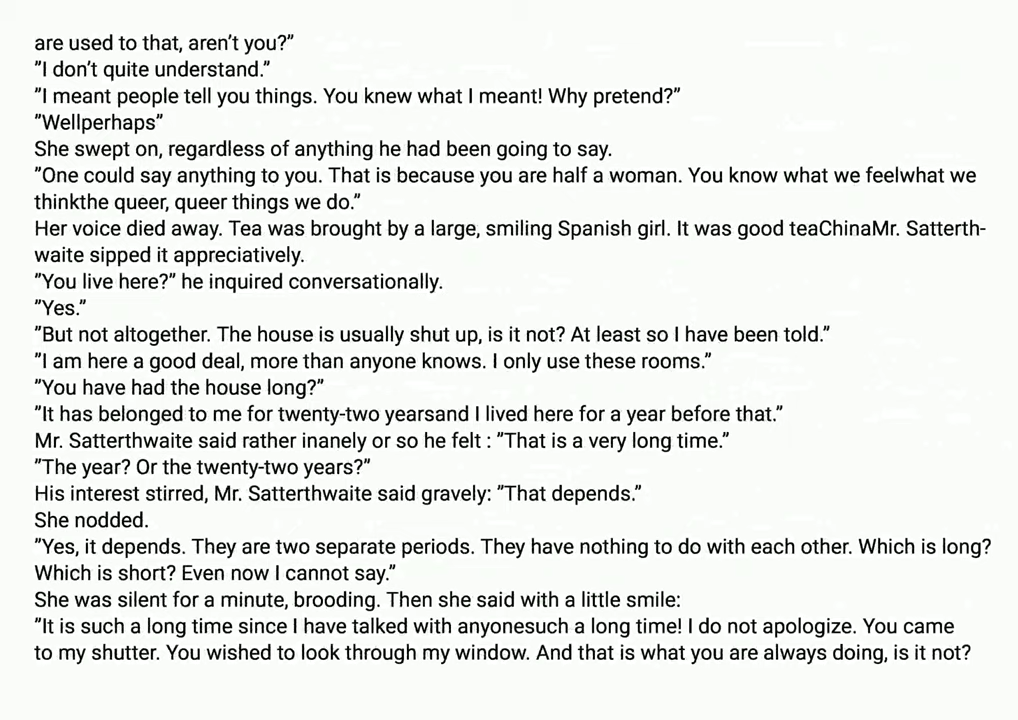 are used to that, aren't you?”
”I don't quite understand.”
”I meant people tell you things. You knew what I meant! Why pretend?”
”Wellperhaps”
She swept on, regardless of anything he had been going to say.
”One could say anything to you. That is because you are half a woman. You know what we feelwhat we
thinkthe queer, queer things we do.”
Her voice died away. Tea was brought by a large, smiling Spanish girl. It was good teaChinaMr. Satterth-
waite sipped it appreciatively.
”You live here?” he inquired conversationally.
”Yes.”
”But not altogether. The house is usually shut up, is it not? At least so I have been told.”
”I am here a good deal, more than anyone knows. I only use these rooms.”
”You have had the house long?”
”It has belonged to me for twenty-two yearsand I lived here for a year before that.”
Mr. Satterthwaite said rather inanely or so he felt : ”That is a very long time.”
”The year? Or the twenty-two years?”
His interest stirred, Mr. Satterthwaite said gravely: ”That depends.”
She nodded.
”Yes, it depends. They are two separate periods. They have nothing to do with each other. Which is long?
Which is short? Even now I cannot say.”
She was silent for a minute, brooding. Then she said with a little smile:
”It is such a long time since I have talked with anyonesuch a long time! I do not apologize. You came
to my shutter. You wished to look through my window. And that is what you are always doing, is it not?